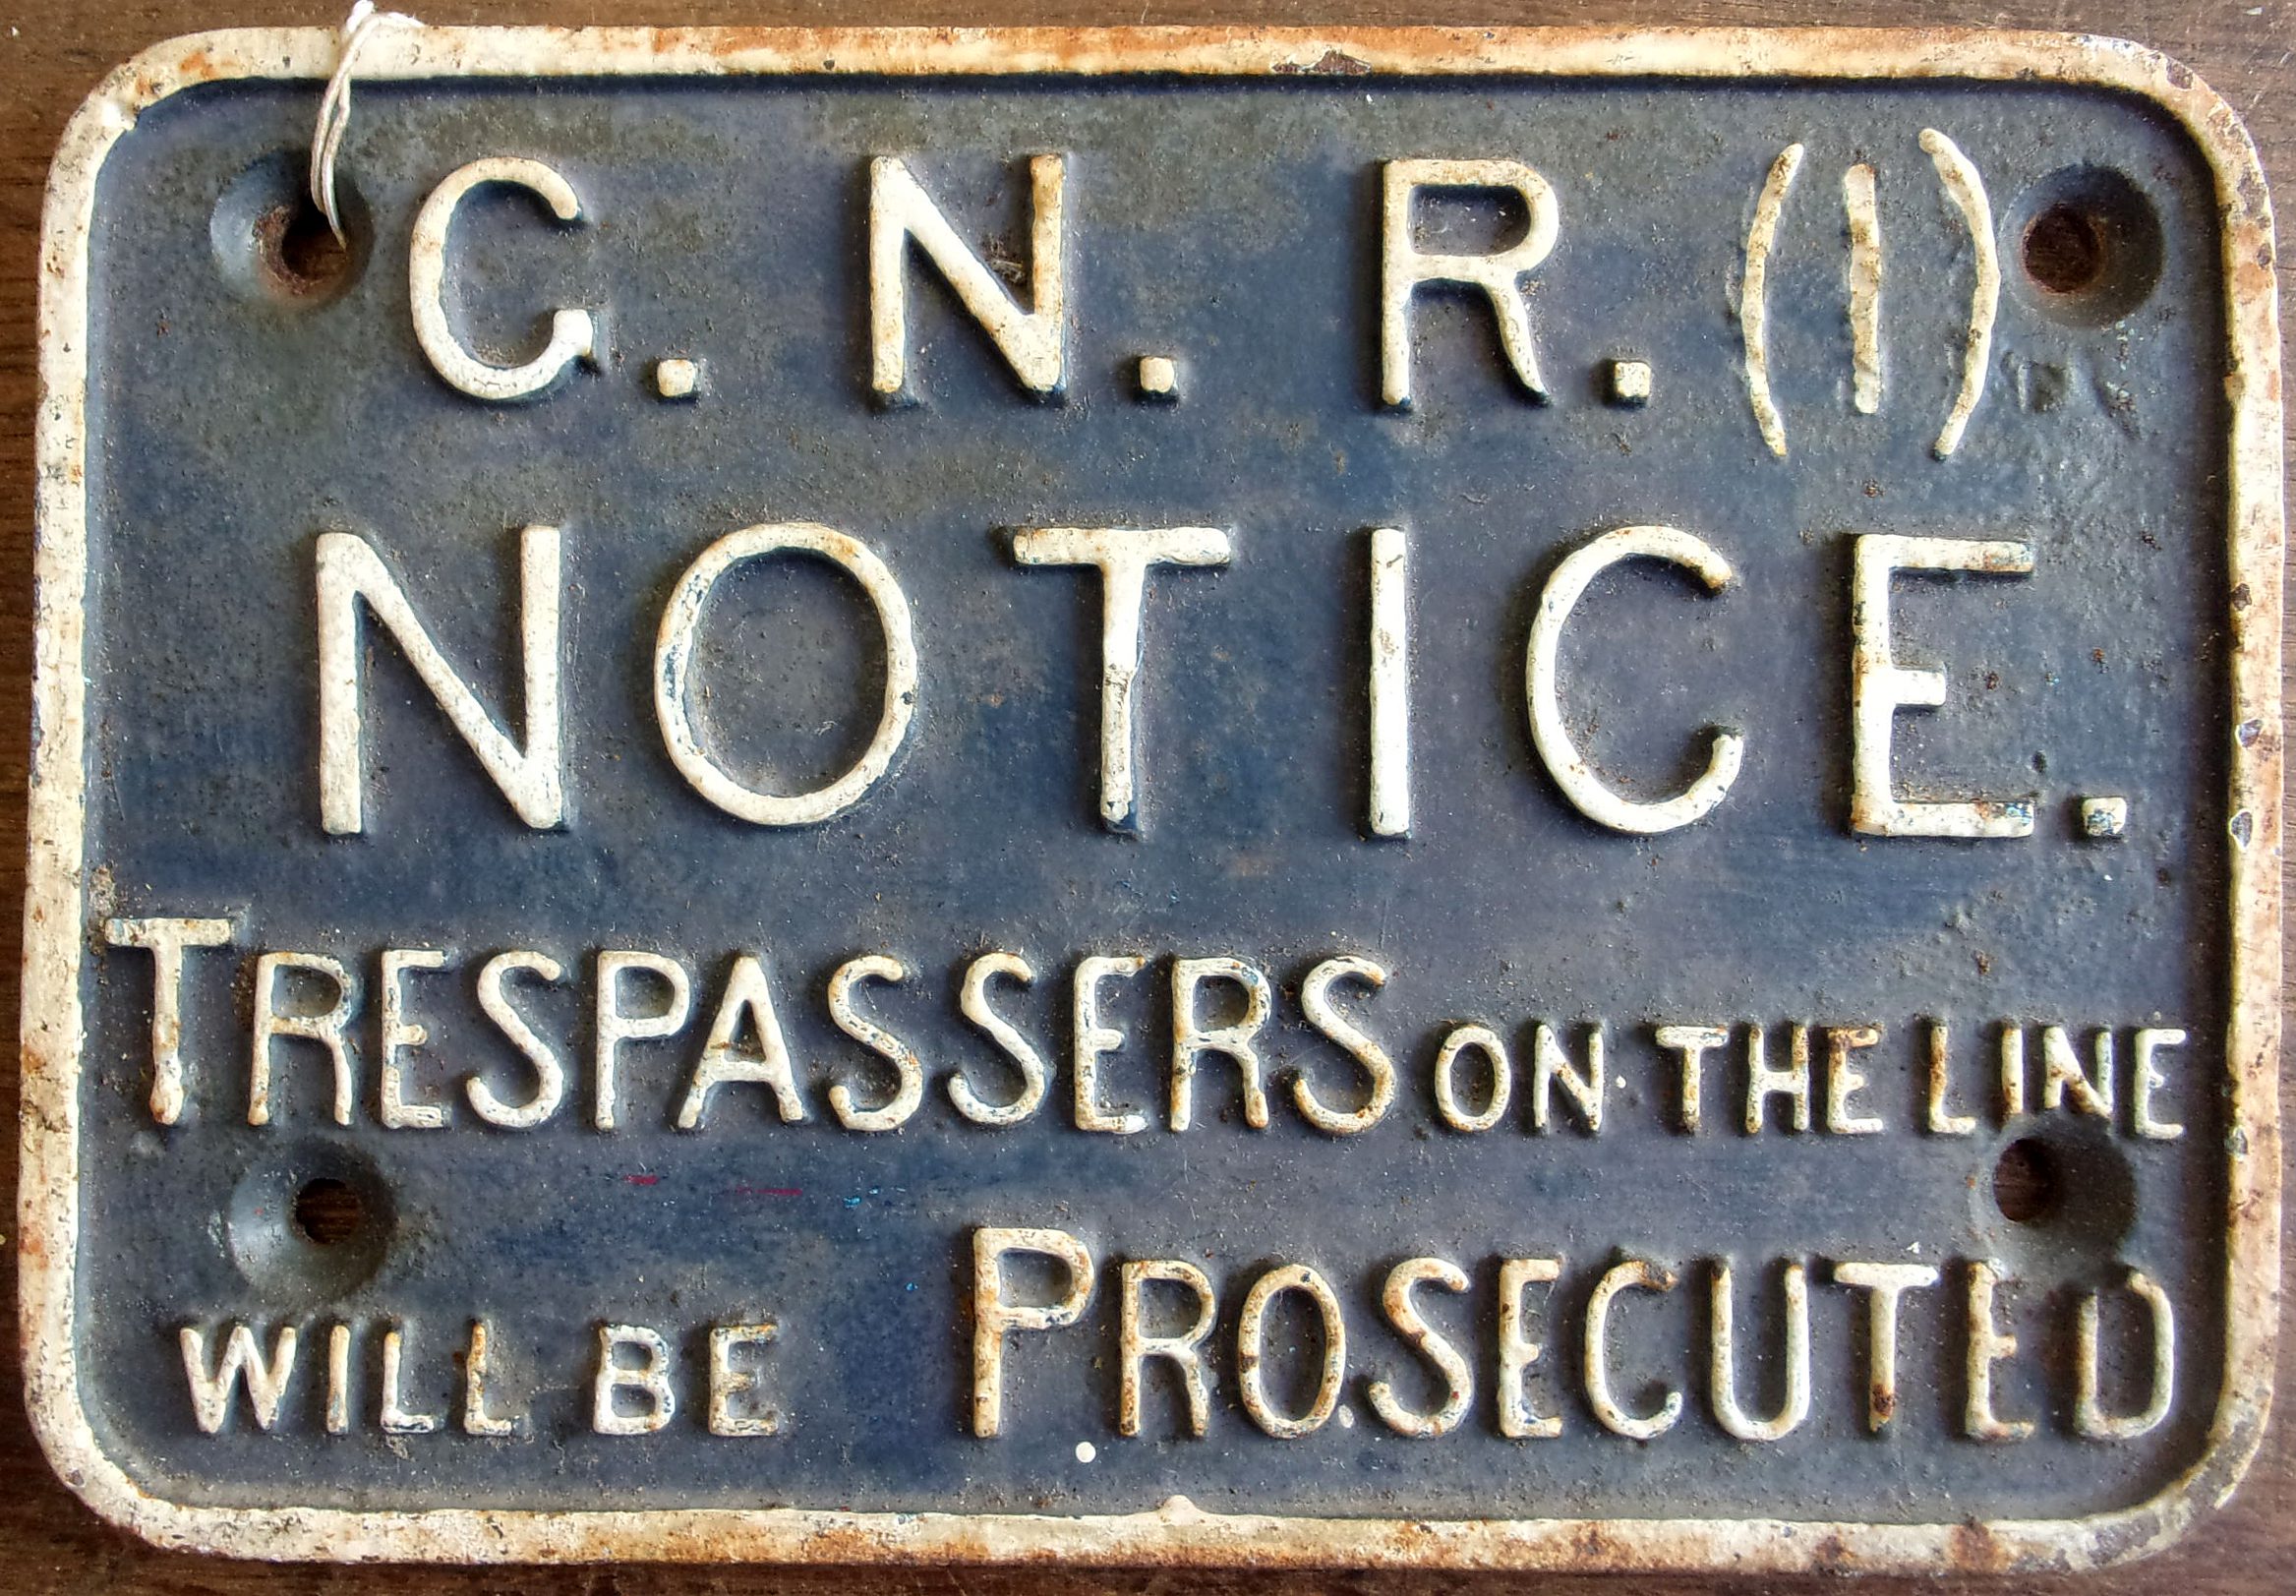 G. N. R. (I)
NOTICE.
TRESPASSERS ON THE LINE
WILL BE PROSECUTED